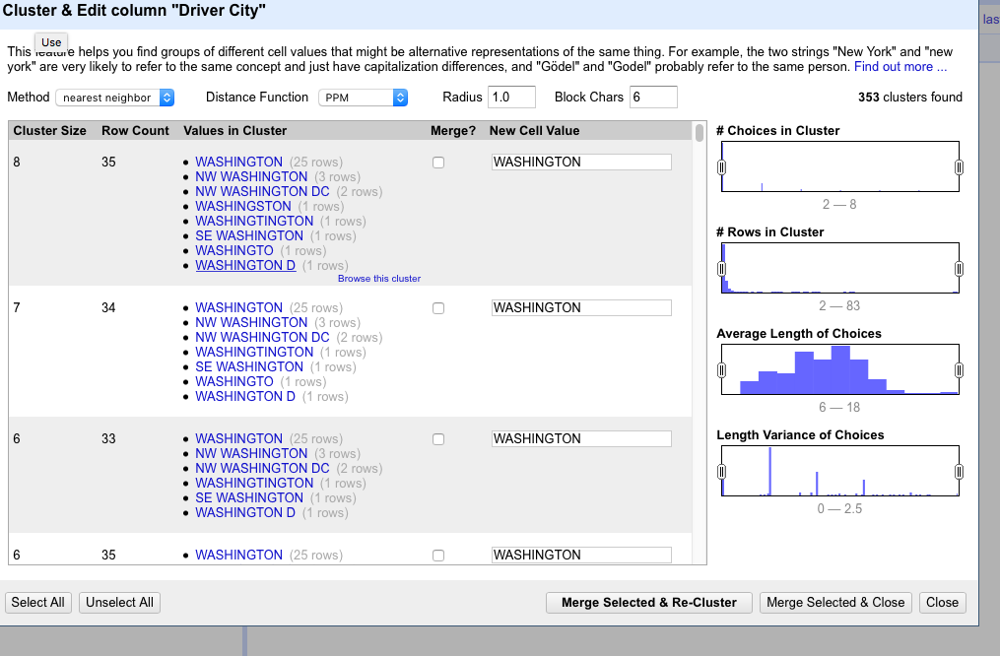 Cluster & Edit column "Driver City"
Use
This feature helps you find groups of different cell values that might be alternative representations of the same thing. For example, the two strings "New York" and "new
york" are very likely to refer to the same concept and just have capitalization differences, and "Gödel" and "Godel" probably refer to the same person. Find out more ...
las
Method nearest neighbor Distance Function PPM Radius 1.0 Block Chars 6 353 clusters found
Cluster Size Row Count Values in Cluster Merge? New Cell Value
8 35 • WASHINGTON (25 rows) WASHINGTON
• NW WASHINGTON (3 rows)
• NW WASHINGTON DC (2 rows)
• WASHINGSTON (1 rows)
• WASHINGTINGTON (1 rows)
• SE WASHINGTON (1 rows)
• WASHINGTO (1 rows)
• WASHINGTON D (1 rows)
Browse this cluster
7 34 • WASHINGTON (25 rows) WASHINGTON
• NW WASHINGTON (3 rows)
• NW WASHINGTON DC (2 rows)
• WASHINGTINGTON (1 rows)
• SE WASHINGTON (1 rows)
• WASHINGTO (1 rows)
• WASHINGTON D (1 rows)
6 33 • WASHINGTON (25 rows) WASHINGTON
• NW WASHINGTON (3 rows)
• NW WASHINGTON DC (2 rows)
• WASHINGTINGTON (1 rows)
• SE WASHINGTON (1 rows)
• WASHINGTON D (1 rows)
6 35 • WASHINGTON (25 rows) WASHINGTON
# Choices in Cluster
2 — 8
# Rows in Cluster
2 — 83
Average Length of Choices
6 — 18
Length Variance of Choices
0 — 2.5
Select All Unselect All Merge Selected & Re-Cluster Merge Selected & Close Close